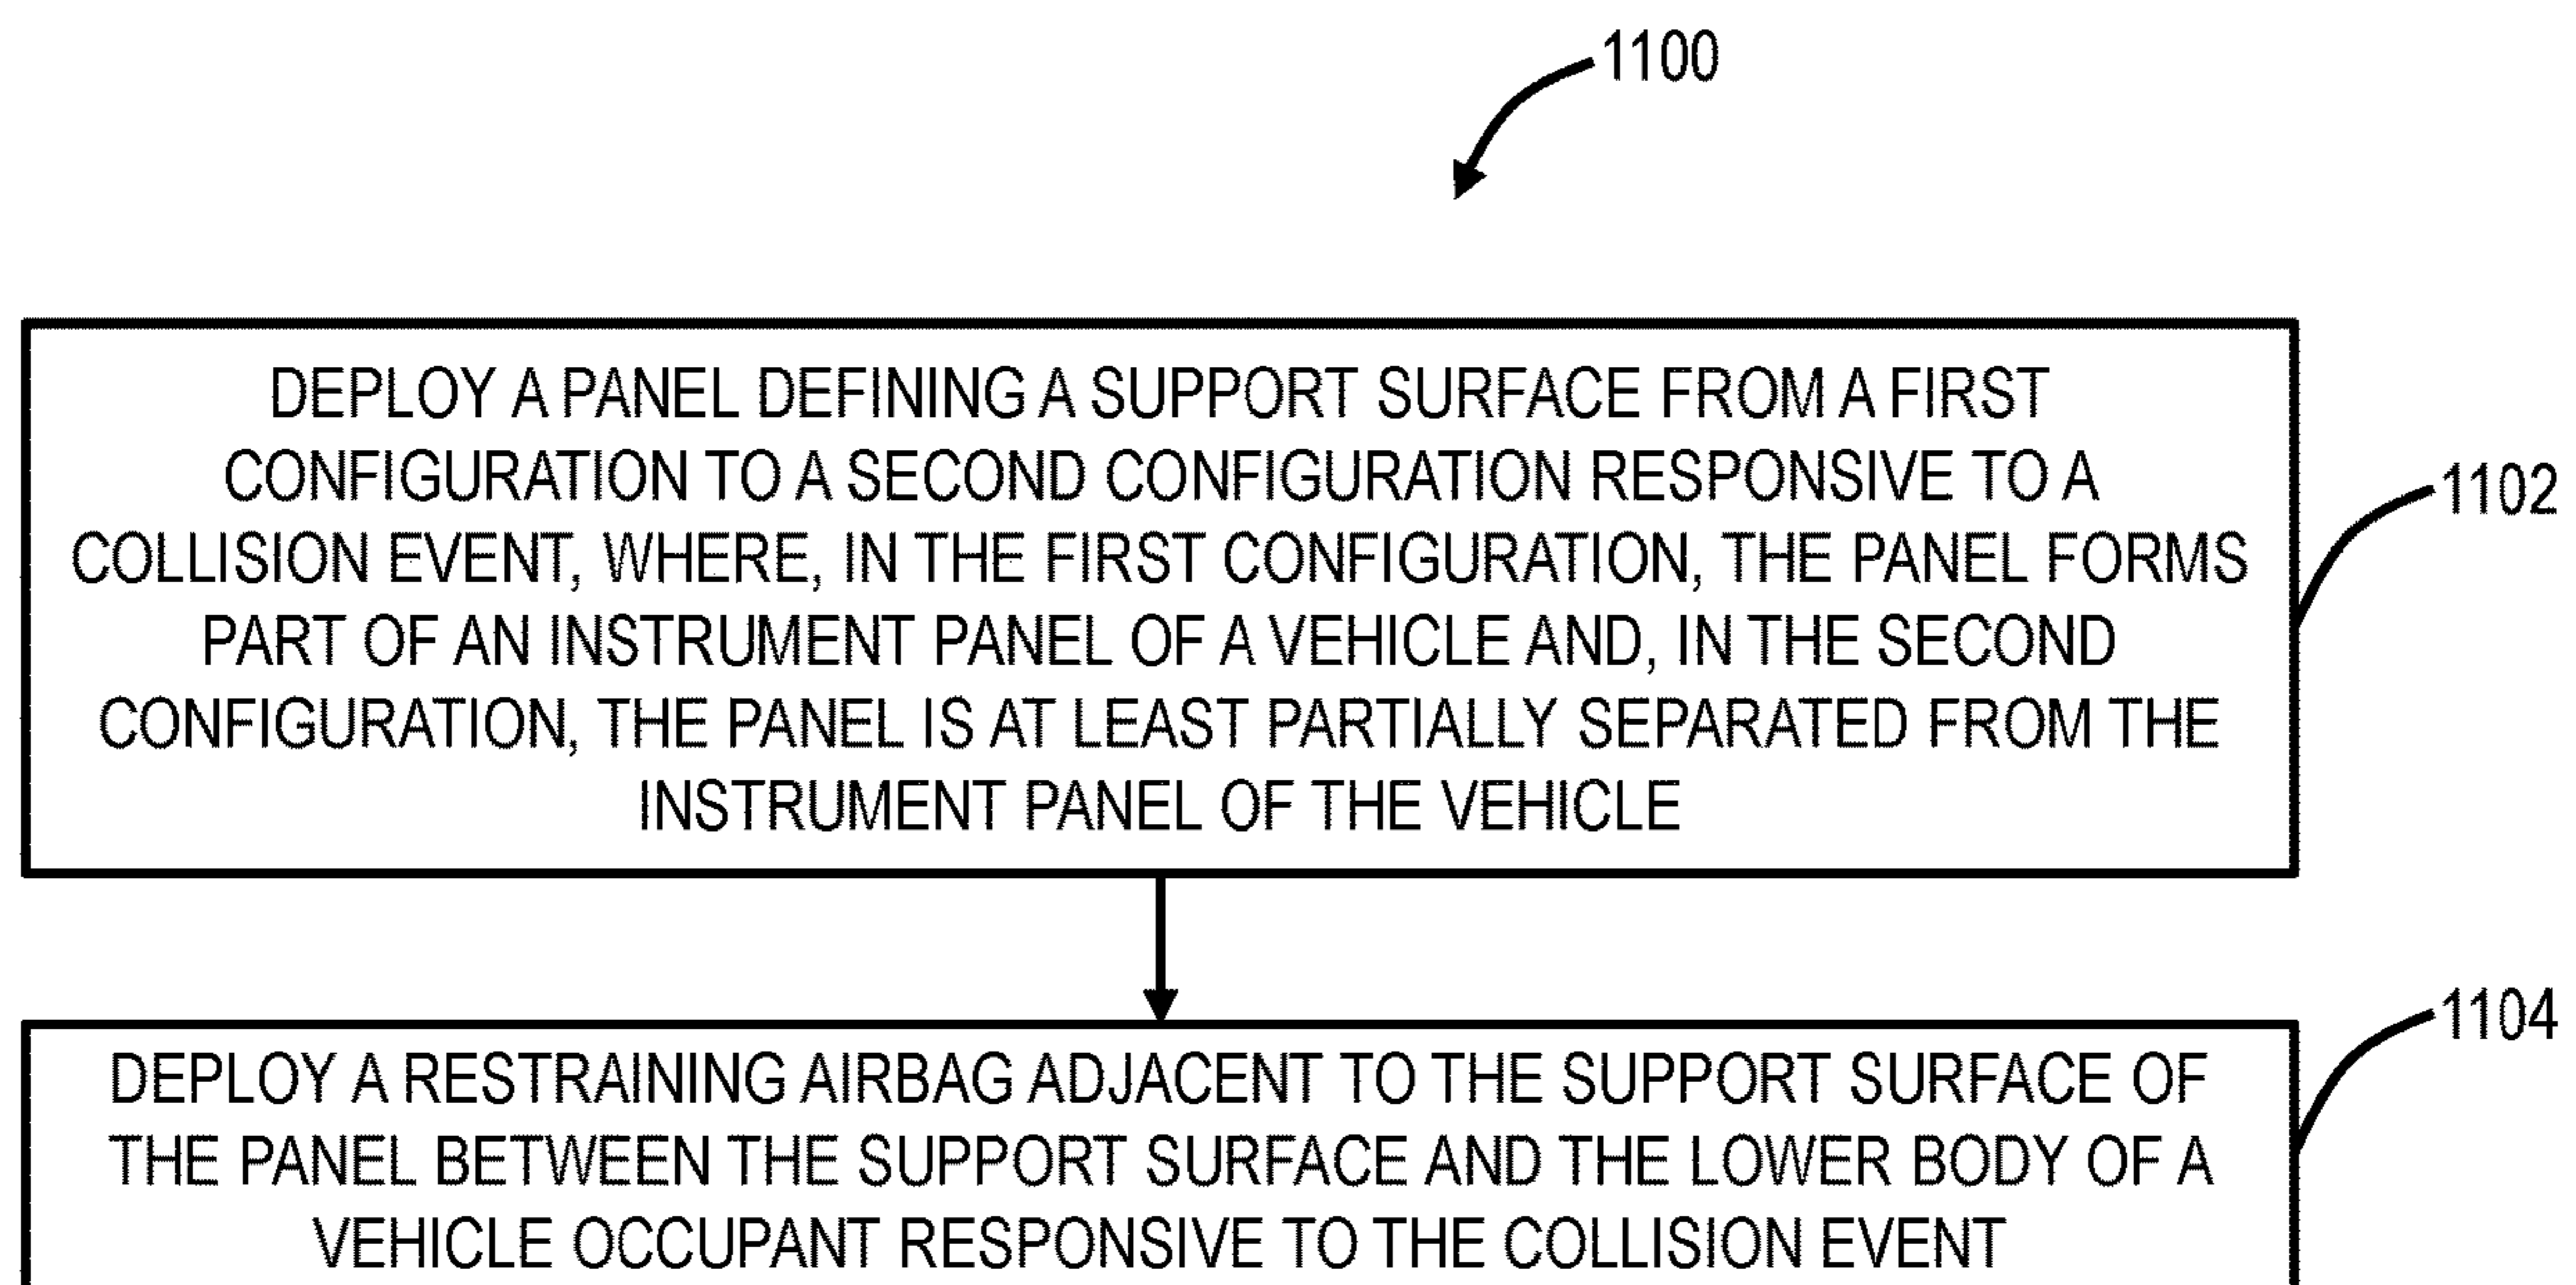 1100
DEPLOY A PANEL DEFINING A SUPPORT SURFACE FROM A FIRST
CONFIGURATION TO A SECOND CONFIGURATION RESPONSIVE TO A
COLLISION EVENT, WHERE, IN THE FIRST CONFIGURATION, THE PANEL FORMS
PART OF AN INSTRUMENT PANEL OF A VEHICLE AND, IN THE SECOND
CONFIGURATION, THE PANEL IS AT LEAST PARTIALLY SEPARATED FROM THE
INSTRUMENT PANEL OF THE VEHICLE
1102
DEPLOY A RESTRAINING AIRBAG ADJACENT TO THE SUPPORT SURFACE OF
THE PANEL BETWEEN THE SUPPORT SURFACE AND THE LOWER BODY OF A
VEHICLE OCCUPANT RESPONSIVE TO THE COLLISION EVENT
1104